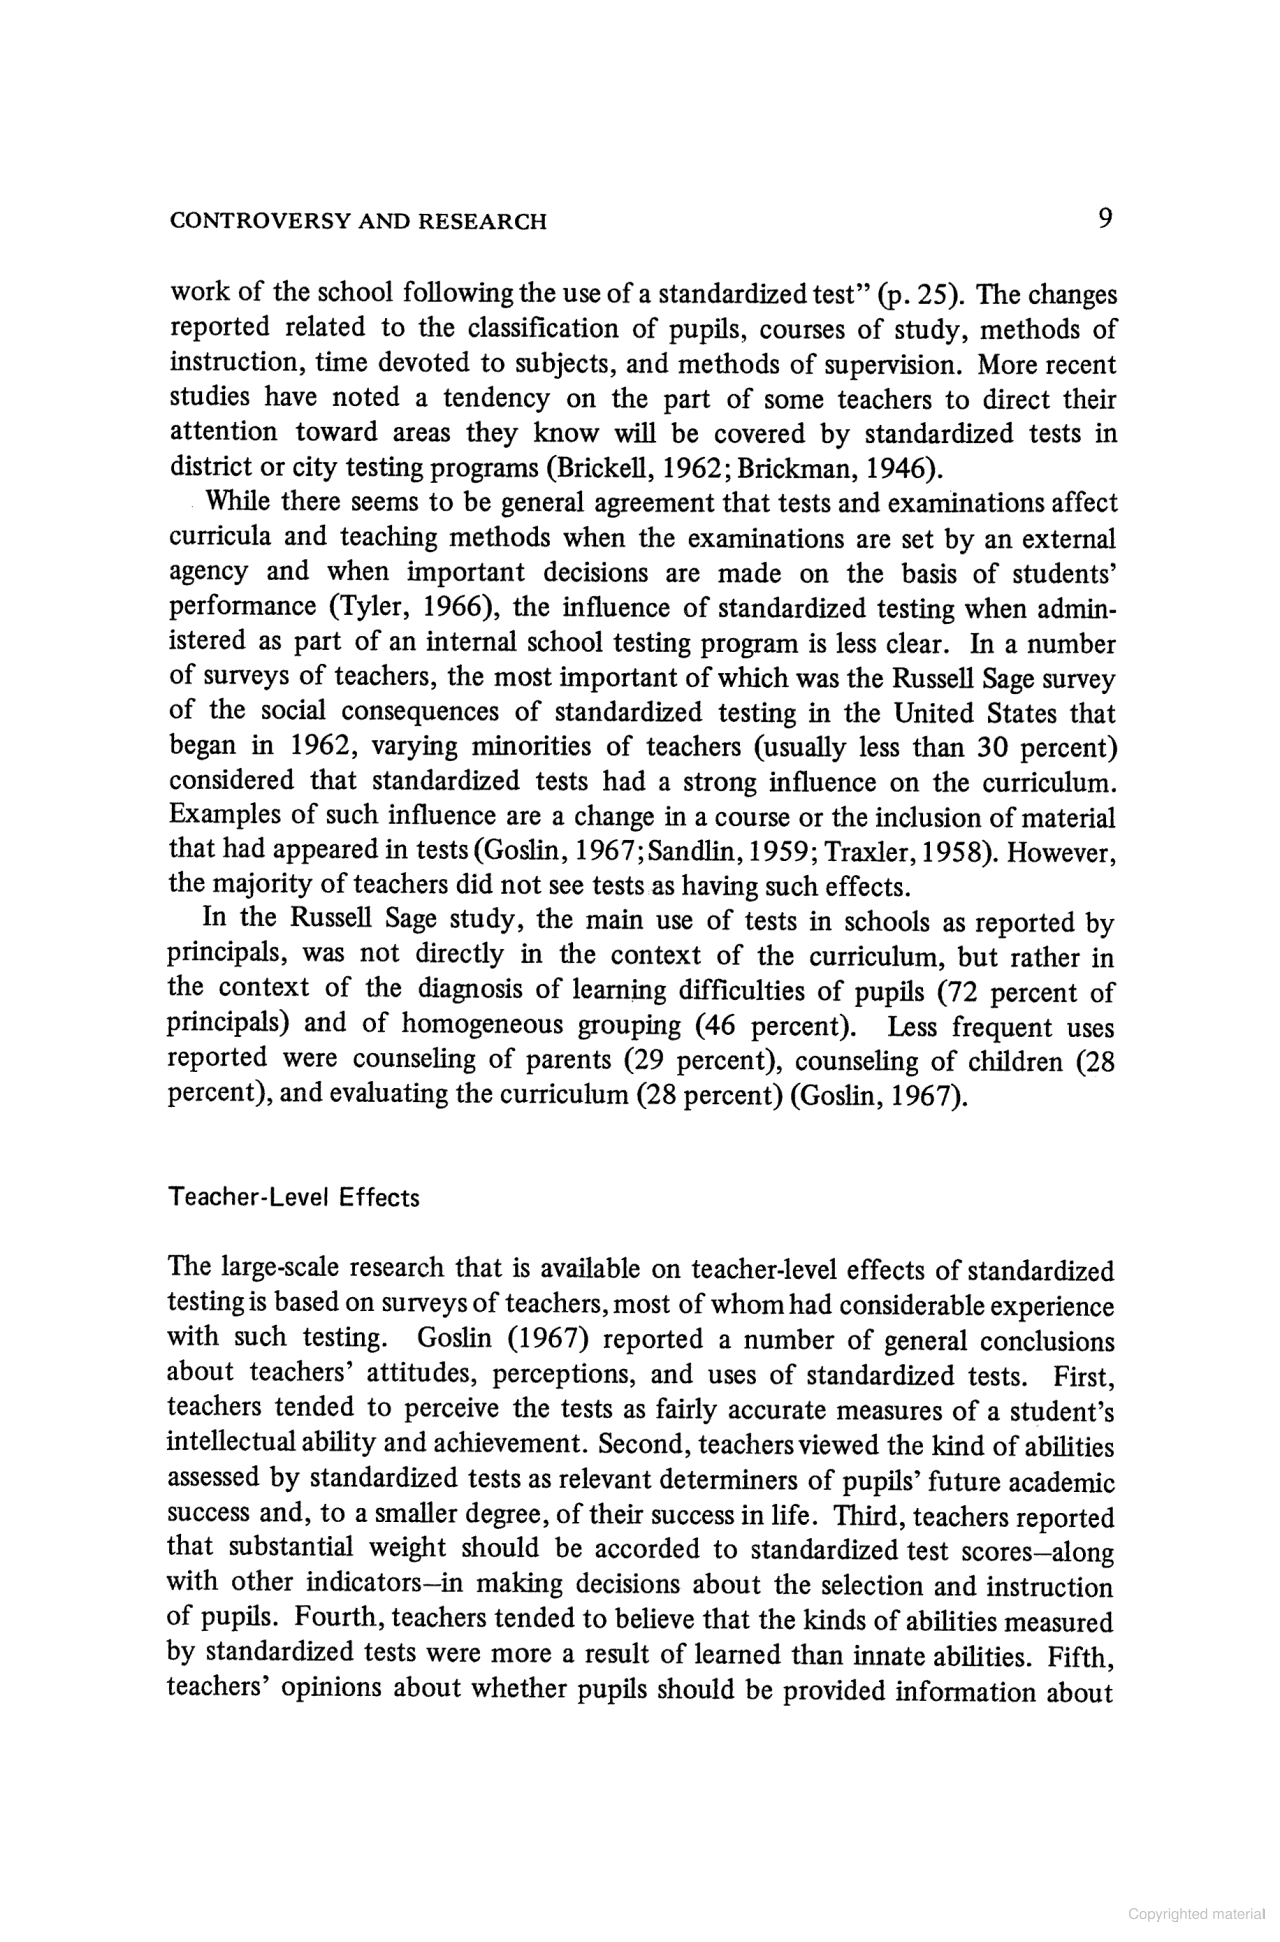 CONTROVERSY AND RESEARCH 9
work of the school following the use of a standardized test” (p. 25). The changes
reported related to the classification of pupils, courses of study, methods of
instruction, time devoted to subjects, and methods of supervision. More recent
studies have noted a tendency on the part of some teachers to direct their
attention toward areas they know will be covered by standardized tests in
district or city testing programs (Brickell, 1962; Brickman, 1946).
While there seems to be general agreement that tests and examinations affect
curricula and teaching methods when the examinations are set by an external
agency and when important decisions are made on the basis of students’
performance (Tyler, 1966), the influence of standardized testing when admin-
istered as part of an internal school testing program is less clear. In a number
of surveys of teachers, the most important of which was the Russell Sage survey
of the social consequences of standardized testing in the United States that
began in 1962, varying minorities of teachers (usually less than 30 percent)
considered that standardized tests had a strong influence on the curriculum.
Examples of such influence are a change in a course or the inclusion of material
that had appeared in tests (Goslin, 1967; Sandlin, 1959; Traxler, 1958). However,
the majority of teachers did not see tests as having such effects.
In the Russell Sage study, the main use of tests in schools as reported by
principals, was not directly in the context of the curriculum, but rather in
the context of the diagnosis of learning difficulties of pupils (72 percent of
principals) and of homogeneous grouping (46 percent). Less frequent uses
reported were counseling of parents (29 percent), counseling of children (28
percent), and evaluating the curriculum (28 percent) (Goslin, 1967).
Teacher-Level Effects
The large-scale research that is available on teacher-level effects of standardized
testing is based on surveys of teachers, most of whom had considerable experience
with such testing. Goslin (1967) reported a number of general conclusions
about teachers’ attitudes, perceptions, and uses of standardized tests. First,
teachers tended to perceive the tests as fairly accurate measures of a student’s
intellectual ability and achievement. Second, teachers viewed the kind of abilities
assessed by standardized tests as relevant determiners of pupils’ future academic
success and, to a smaller degree, of their success in life. Third, teachers reported
that substantial weight should be accorded to standardized test scores—along
with other indicators—in making decisions about the selection and instruction
of pupils. Fourth, teachers tended to believe that the kinds of abilities measured
by standardized tests were more a result of learned than innate abilities. Fifth,
teachers’ opinions about whether pupils should be provided information about
Copyrighted material